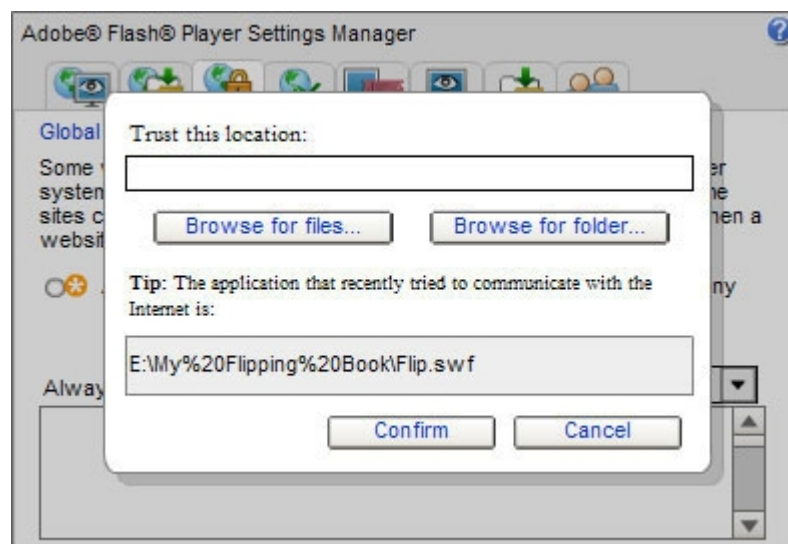 Adobe® Flash® Player Settings Manager
?
Global
Trust this location:
Some
er
system
sites c
hen a
websit
Browse for files...
Browse for folder...
Tip: The application that recently tried to communicate with the
Internet is:
ny
E:\My%20Flipping%20Book\Flip.swf
Alway
Confirm
Cancel